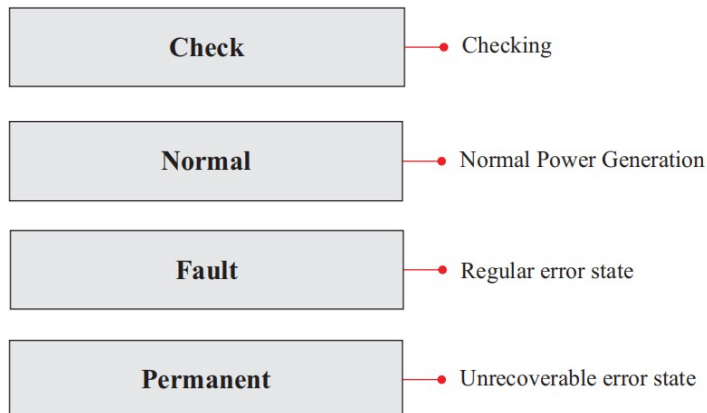 Check
Checking
Normal
Normal Power Generation
Fault
Regular error state
Permanent
Unrecoverable error state